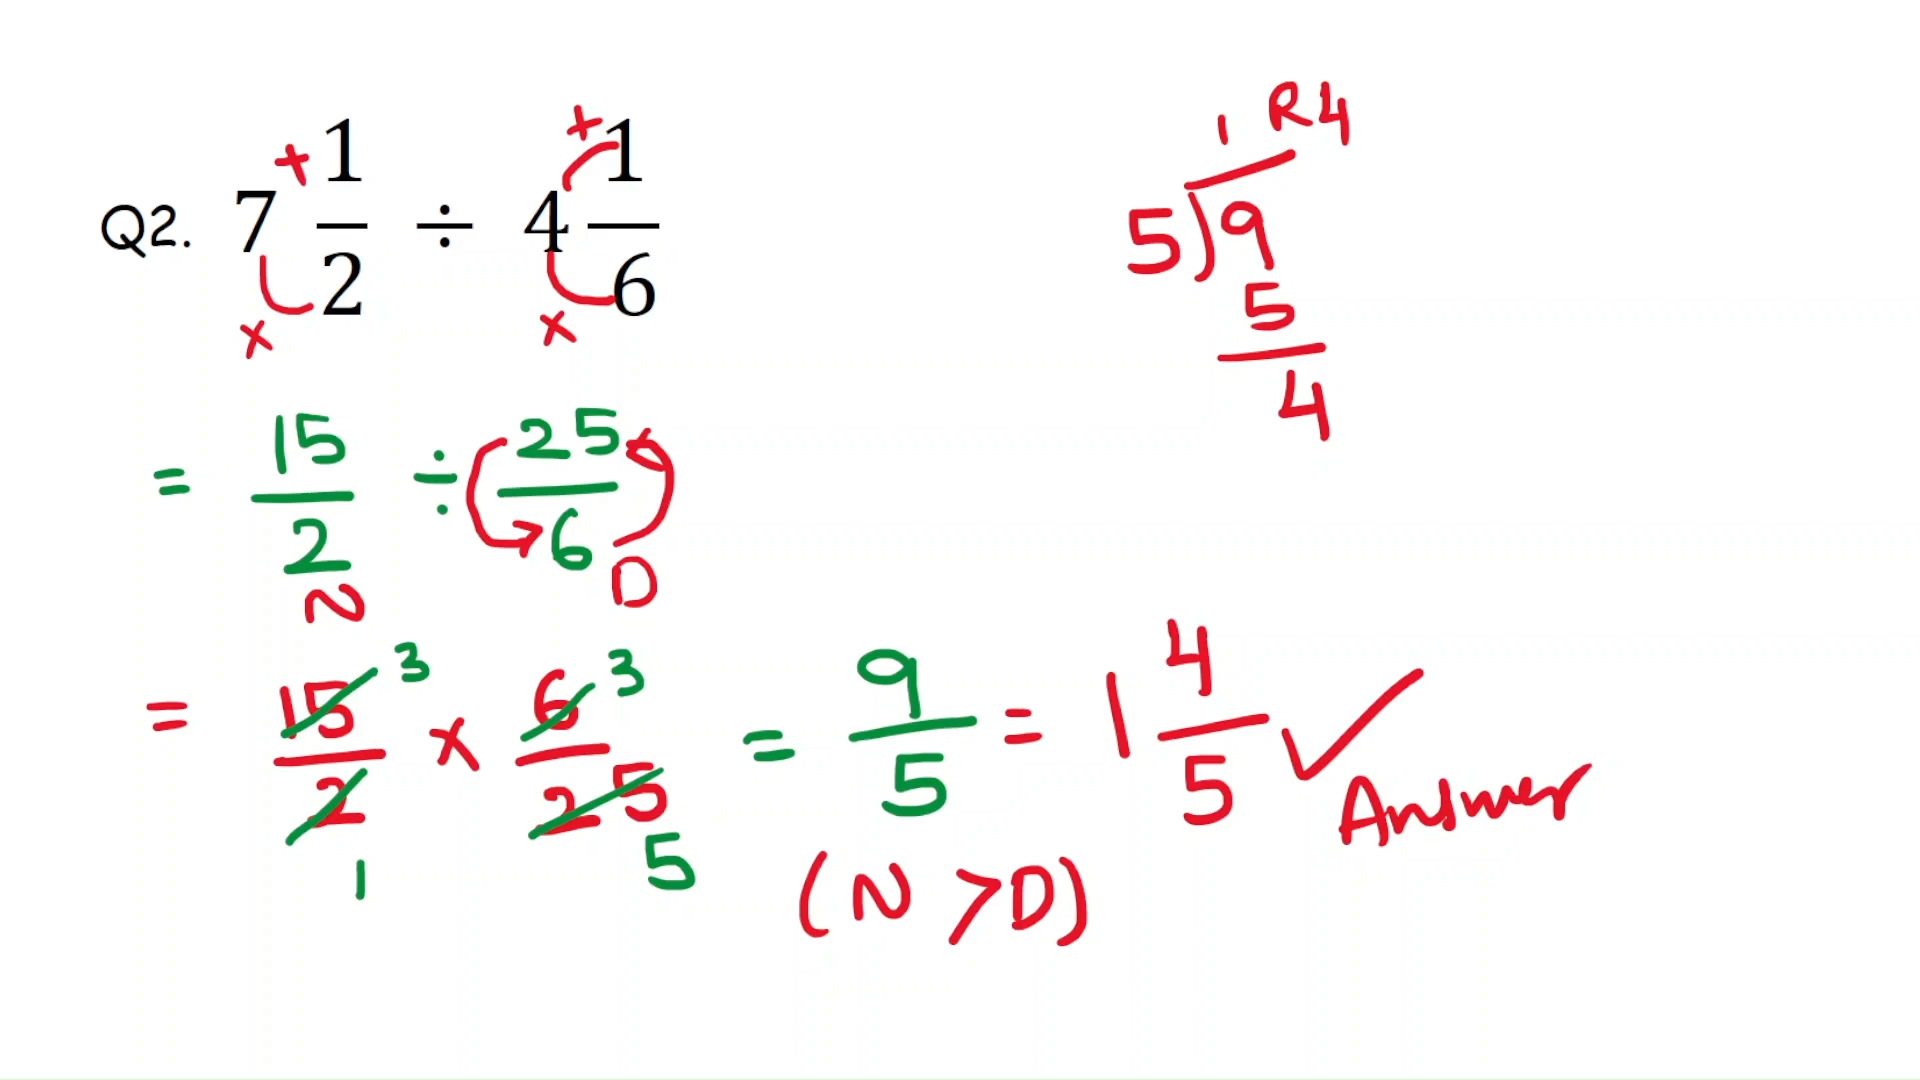 Q2. 7 1/2 ÷ 4 1/6
+ +
x x
= 15/2 ÷ 25/6
N D
= 15/2 x 6/25 = 9/5 = 1 4/5 Answer
3 3
1 5
(N > D)
1 R4
5)9
5
4